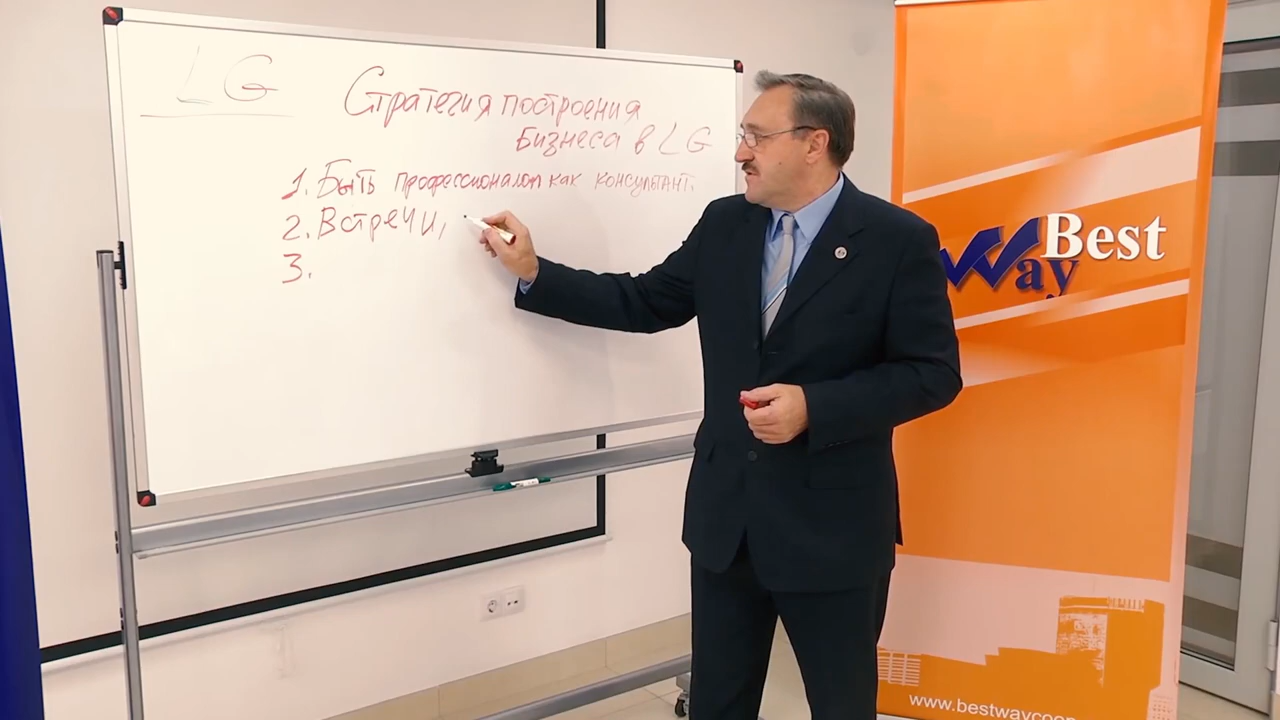 LG
Стратегия построения
бизнеса в LG
1. Быть профессионалом как консультант.
2. Встречи,
3.
Best
Way
www.bestwaycoop